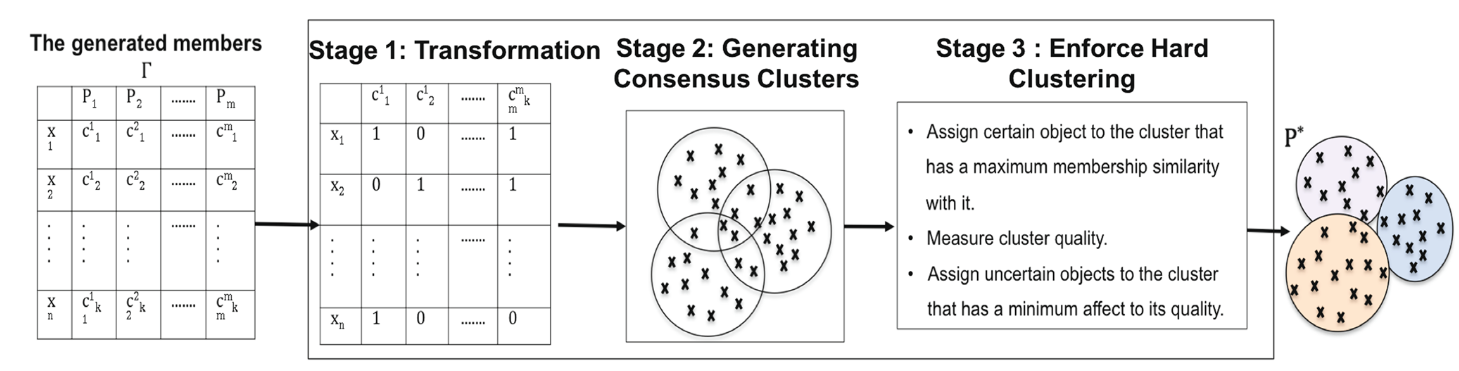 The generated members
Γ
P1 P2 ....... Pm
x1 c¹1 c²1 ....... cᵐ1
x2 c¹2 c²2 ....... cᵐ2
. . . ....... .
. . . .
. . . .
. . . .
xn c¹k1 c²k2 ....... cᵐkm
Stage 1: Transformation
c¹1 c¹2 ....... cᵐkm
x1 1 0 ....... 1
x2 0 1 ....... 1
. . . ....... .
. . . .
. . . .
. . . .
xn 1 0 ....... 0
Stage 2: Generating
Consensus Clusters
Stage 3 : Enforce Hard
Clustering
• Assign certain object to the cluster that
has a maximum membership similarity
with it.
• Measure cluster quality.
• Assign uncertain objects to the cluster
that has a minimum affect to its quality.
P*